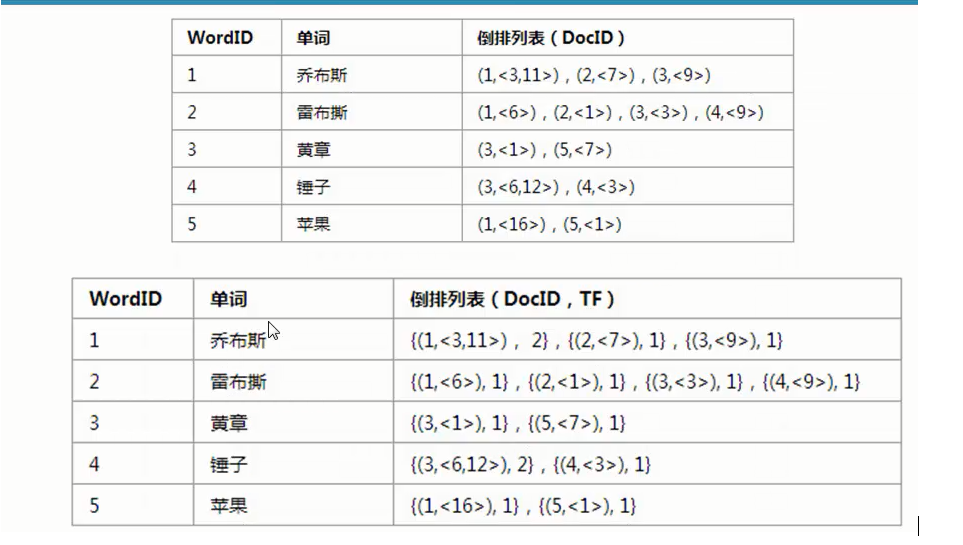 WordID 单词 倒排列表（DocID）
1 乔布斯 (1,<3,11>)，(2,<7>)，(3,<9>)
2 雷布撕 (1,<6>)，(2,<1>)，(3,<3>)，(4,<9>)
3 黄章 (3,<1>)，(5,<7>)
4 锤子 (3,<6,12>)，(4,<3>)
5 苹果 (1,<16>)，(5,<1>)
WordID 单词 倒排列表（DocID，TF）
1 乔布斯 {(1,<3,11>)， 2}，{(2,<7>), 1}，{(3,<9>), 1}
2 雷布撕 {(1,<6>), 1}，{(2,<1>), 1}，{(3,<3>), 1}，{(4,<9>), 1}
3 黄章 {(3,<1>), 1}，{(5,<7>), 1}
4 锤子 {(3,<6,12>), 2}，{(4,<3>), 1}
5 苹果 {(1,<16>), 1}，{(5,<1>), 1}